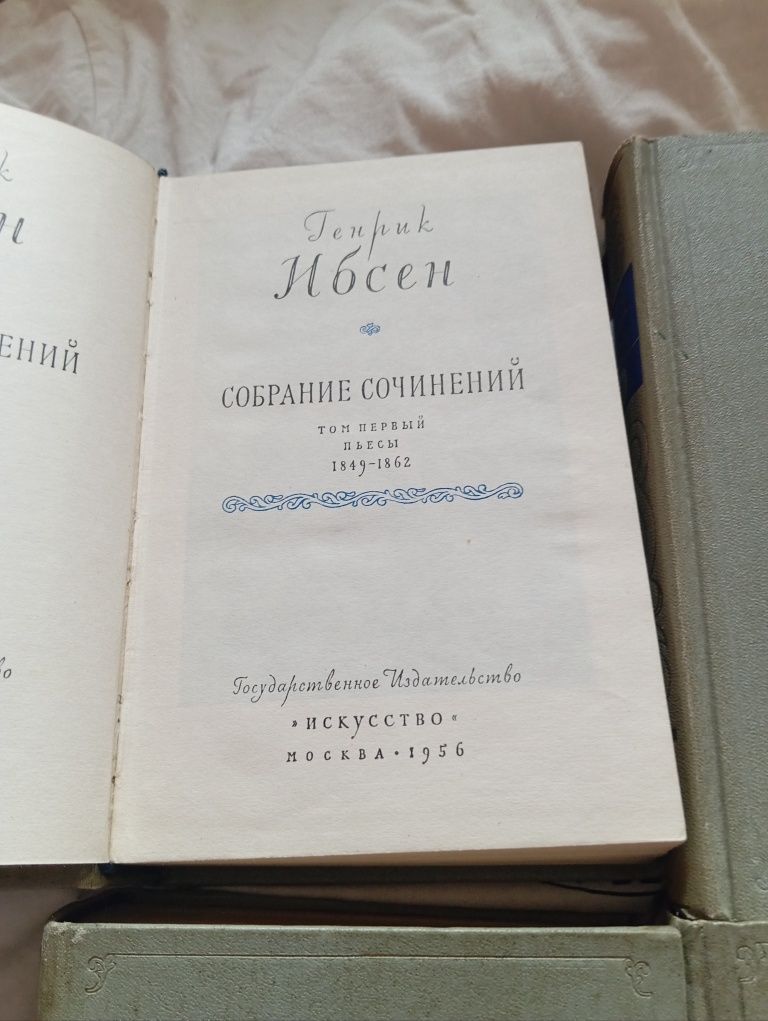 ЕНИЙ
Генрик
Ибсен
СОБРАНИЕ СОЧИНЕНИЙ
ТОМ ПЕРВЫЙ
ПЬЕСЫ
1849-1862
Государственное Издательство
»ИСКУССТВО«
МОСКВА • 1956